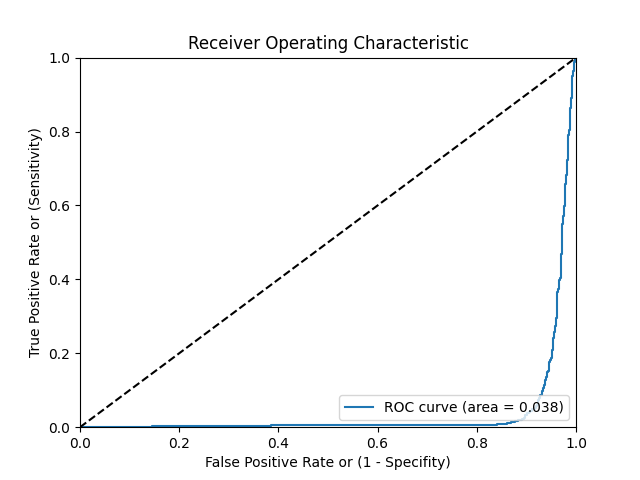 Receiver Operating Characteristic
1.0
0.8
0.6
0.4
0.2
0.0
True Positive Rate or (Sensitivity)
ROC curve (area = 0.038)
0.0 0.2 0.4 0.6 0.8 1.0
False Positive Rate or (1 - Specifity)